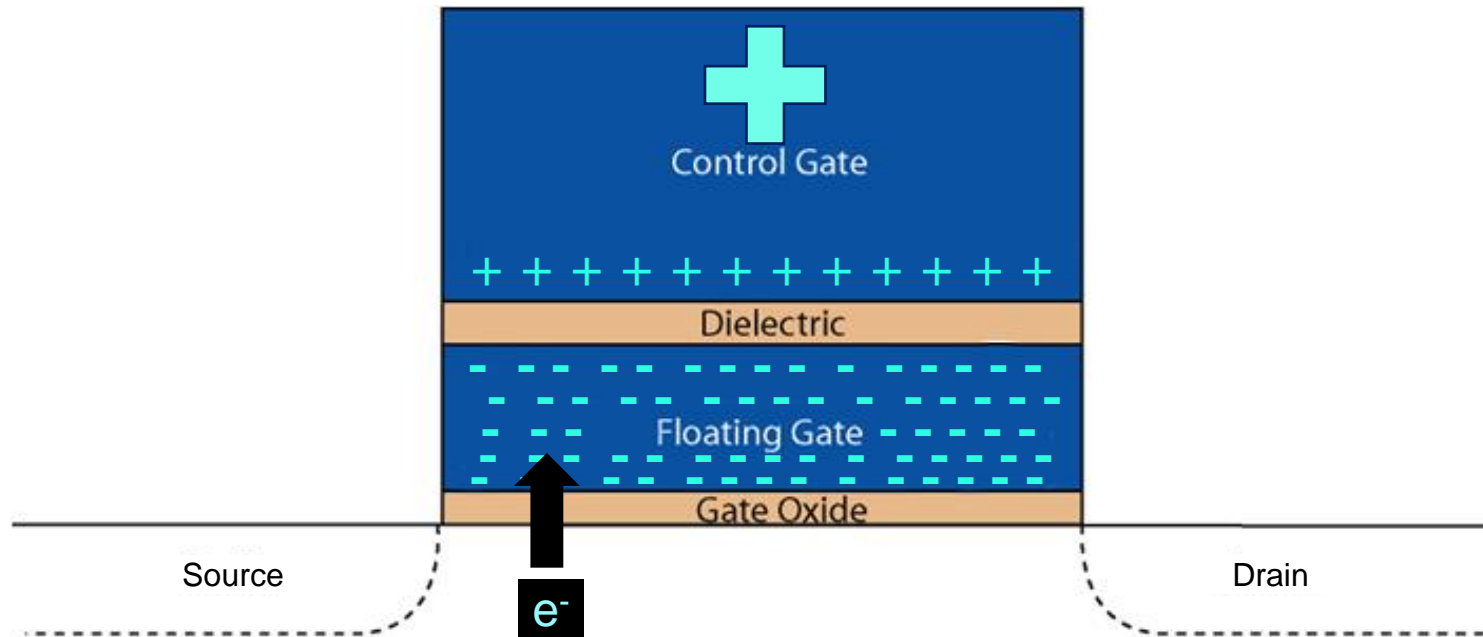 Control Gate
+ + + + + + + + + + + +
Dielectric
Floating Gate
Gate Oxide
Source
Drain
e-